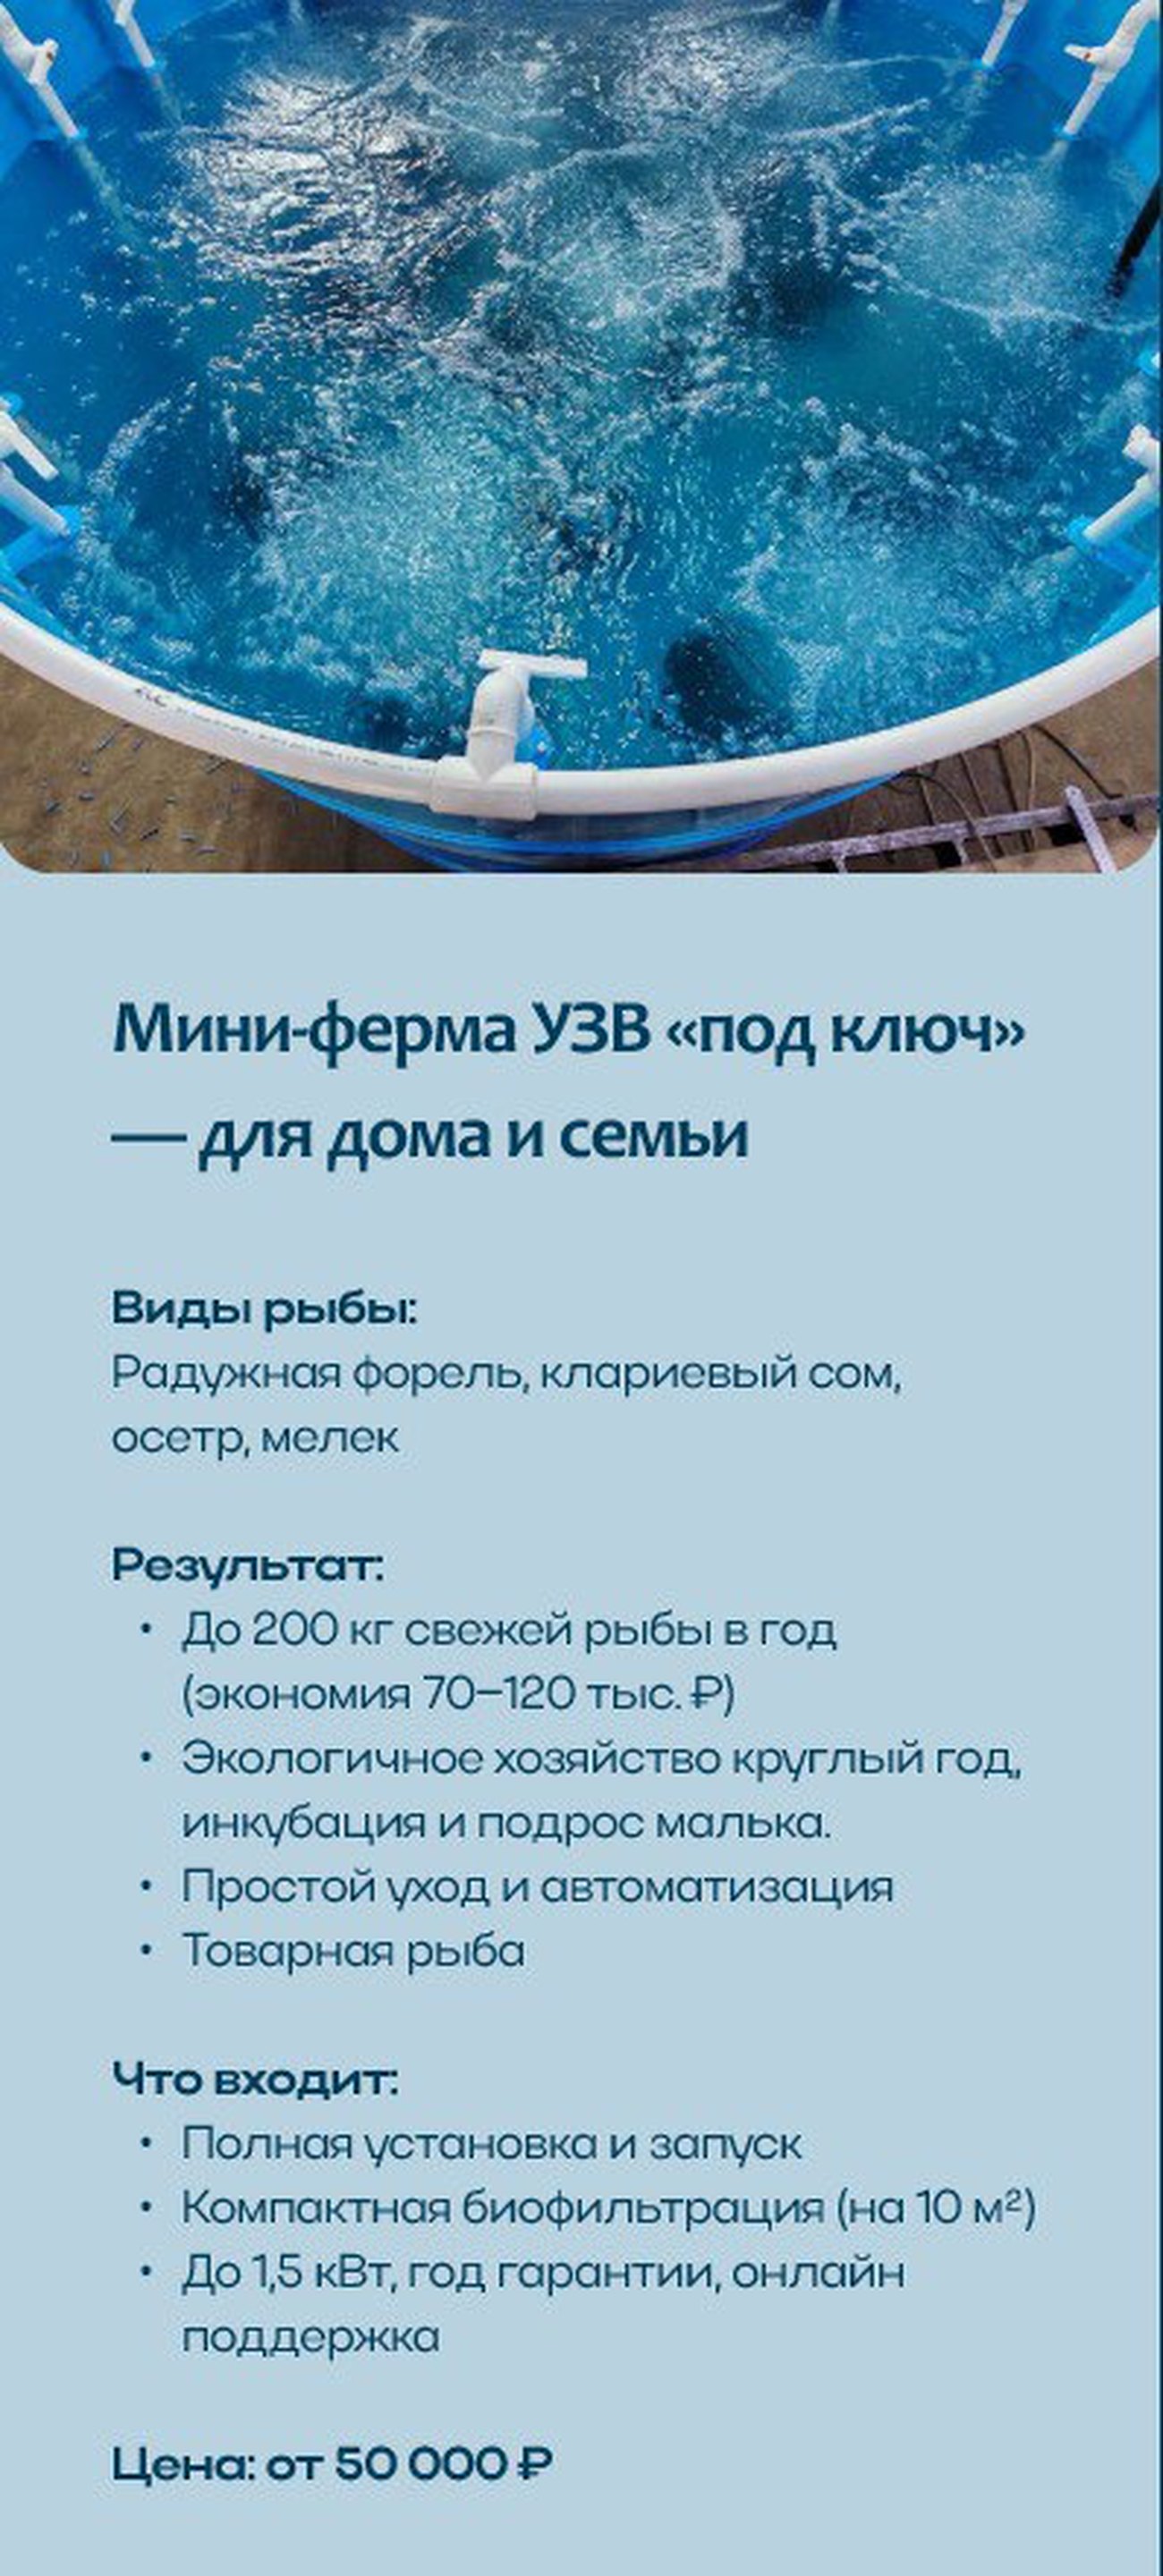 Мини-ферма УЗВ «под ключ»
— для дома и семьи
Виды рыбы:
Радужная форель, клариевый сом,
осетр, мелек
Результат:
• До 200 кг свежей рыбы в год
(экономия 70–120 тыс. ₽)
• Экологичное хозяйство круглый год,
инкубация и подрос малька.
• Простой уход и автоматизация
• Товарная рыба
Что входит:
• Полная установка и запуск
• Компактная биофильтрация (на 10 м²)
• До 1,5 кВт, год гарантии, онлайн
поддержка
Цена: от 50 000 ₽